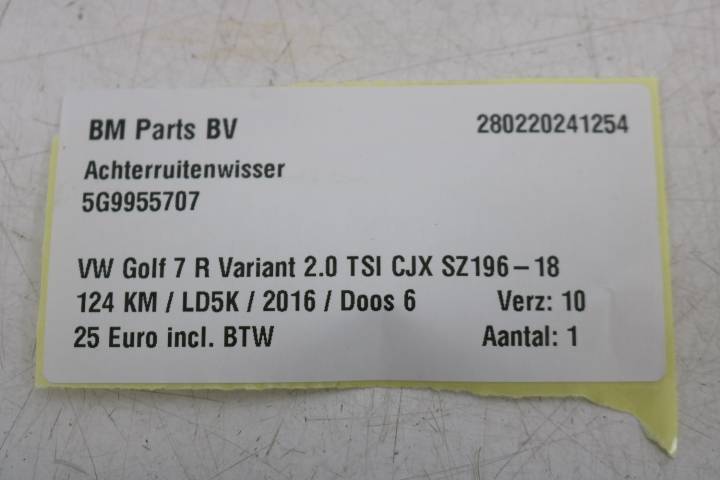 BM Parts BV 280220241254
Achterruitenwisser
5G9955707
VW Golf 7 R Variant 2.0 TSI CJX SZ196-18
124 KM / LD5K / 2016 / Doos 6 Verz: 10
25 Euro incl. BTW Aantal: 1